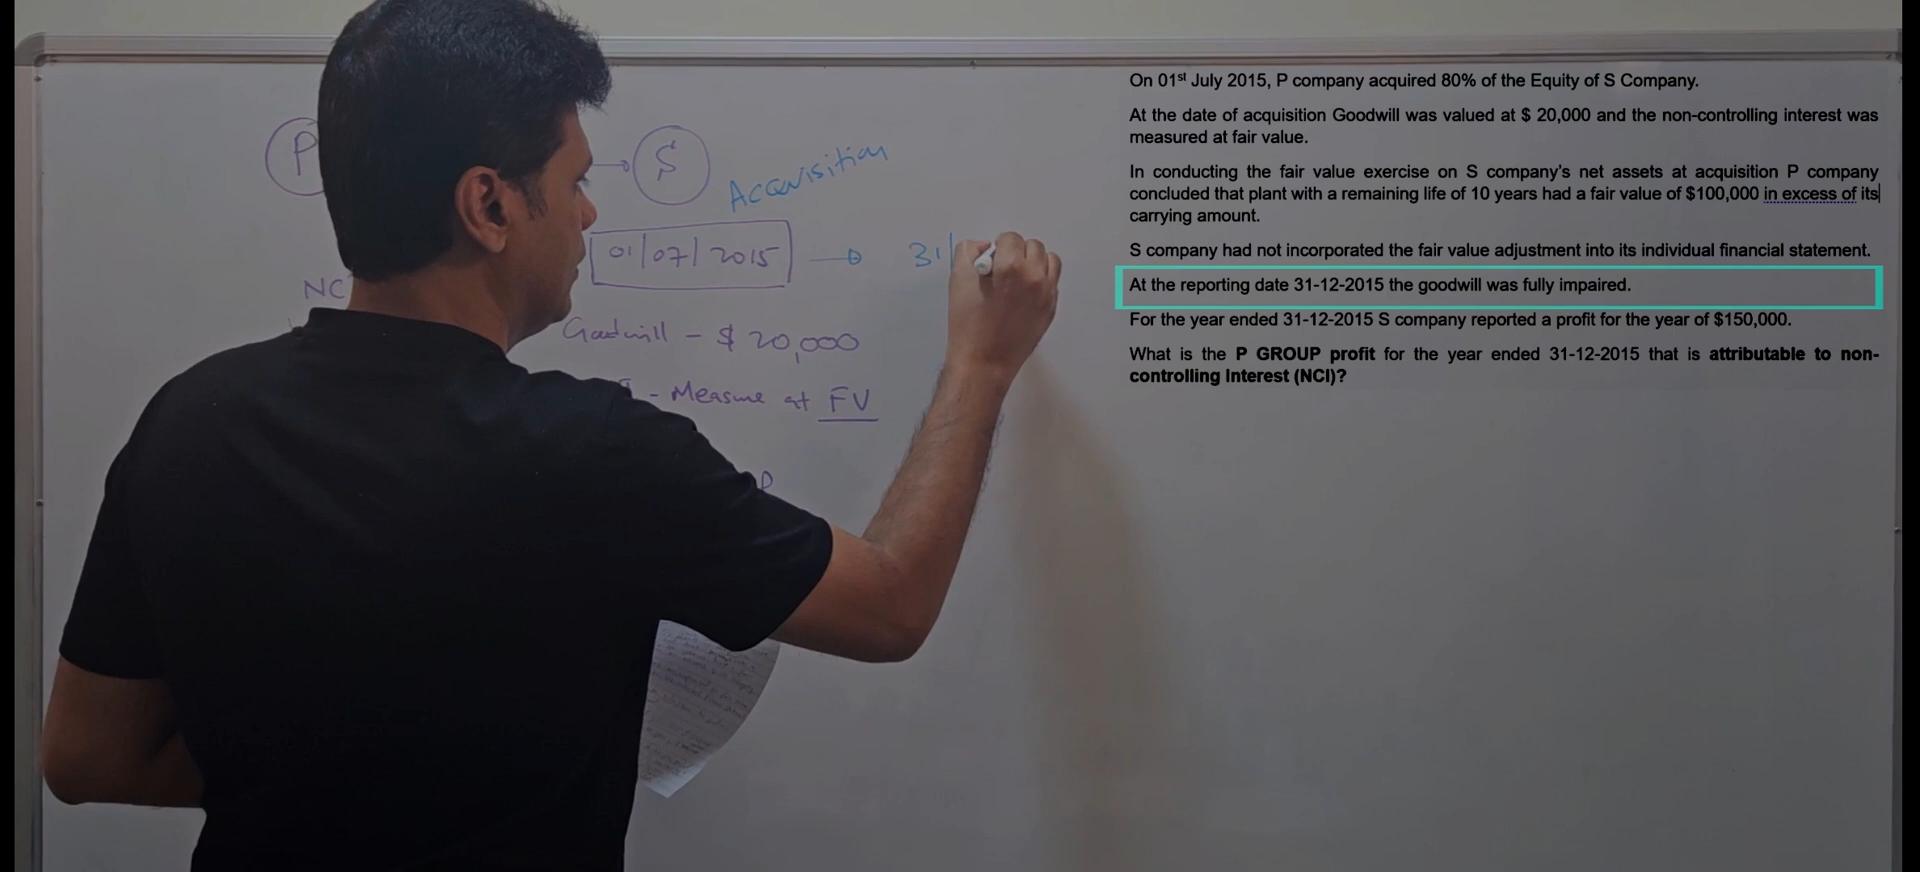 P
S
Acquisition
01/07/2015
31/
NC
Goodwill - $ 20,000
- Measure at FV
On 01st July 2015, P company acquired 80% of the Equity of S Company.
At the date of acquisition Goodwill was valued at $ 20,000 and the non-controlling interest was
measured at fair value.
In conducting the fair value exercise on S company's net assets at acquisition P company
concluded that plant with a remaining life of 10 years had a fair value of $100,000 in excess of its
carrying amount.
S company had not incorporated the fair value adjustment into its individual financial statement.
At the reporting date 31-12-2015 the goodwill was fully impaired.
For the year ended 31-12-2015 S company reported a profit for the year of $150,000.
What is the P GROUP profit for the year ended 31-12-2015 that is attributable to non-
controlling Interest (NCI)?